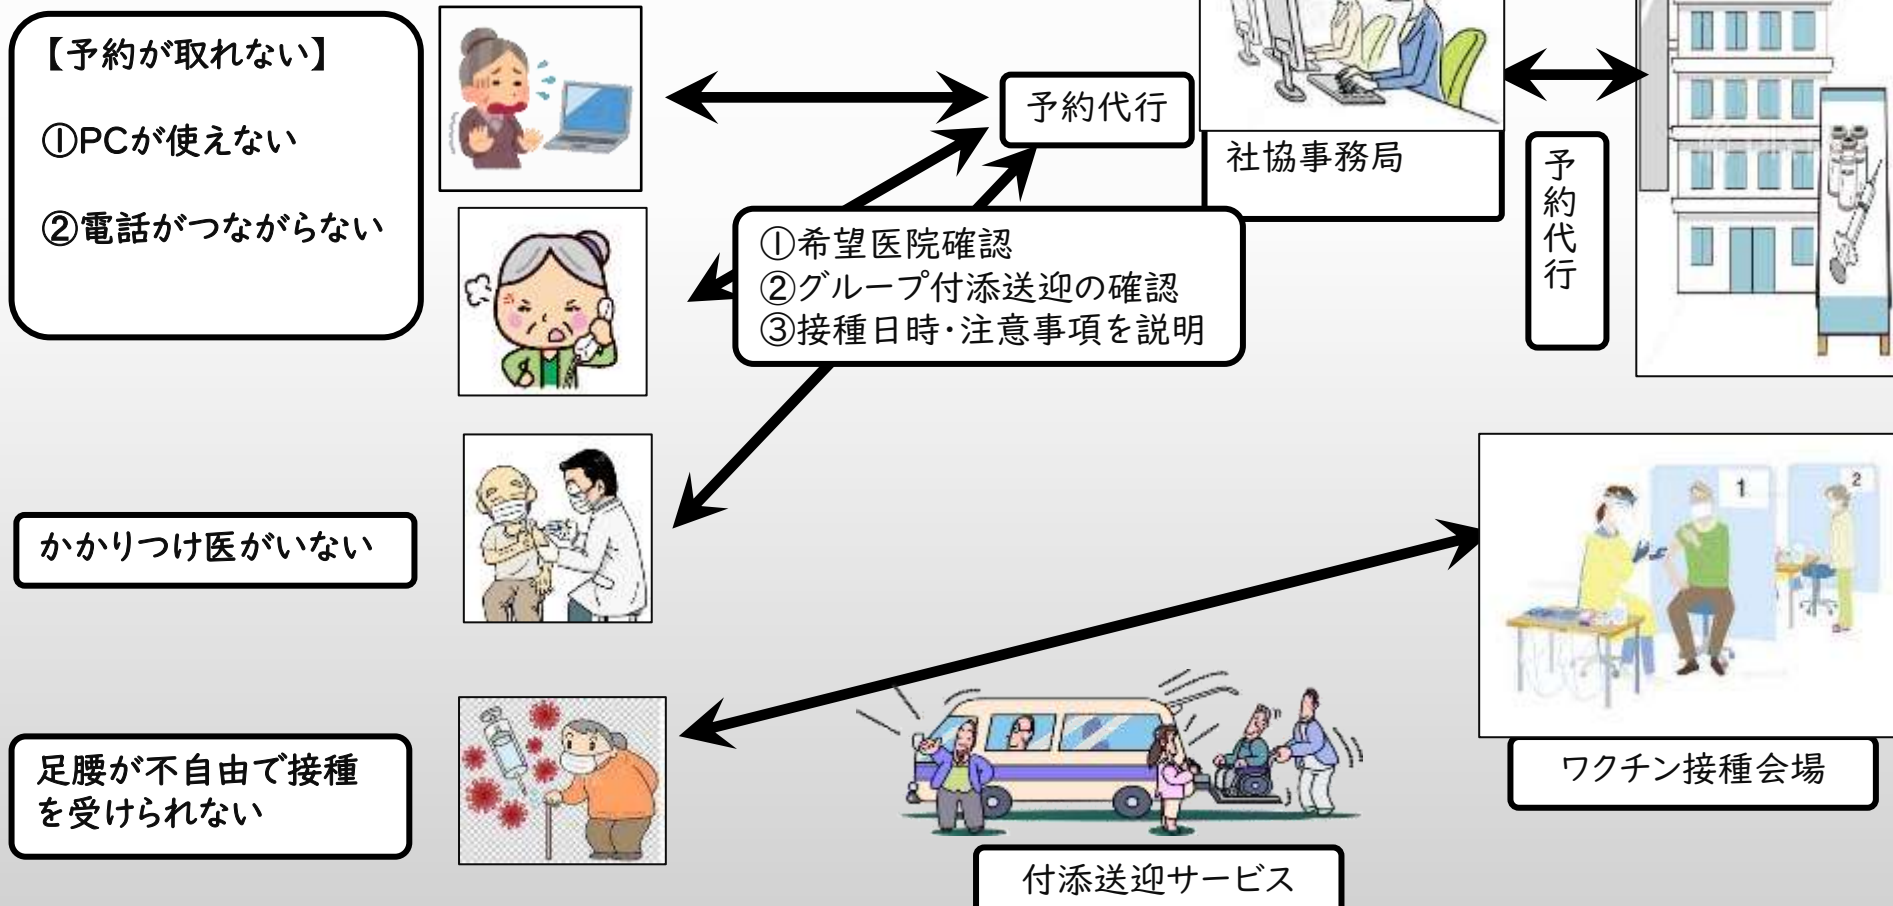 【予約が取れない】
①PCが使えない
②電話がつながらない
予約代行
社協事務局
予
約
代
行
①希望医院確認
②グループ付添送迎の確認
③接種日時・注意事項を説明
かかりつけ医がいない
1
2
足腰が不自由で接種
を受けられない
ワクチン接種会場
付添送迎サービス